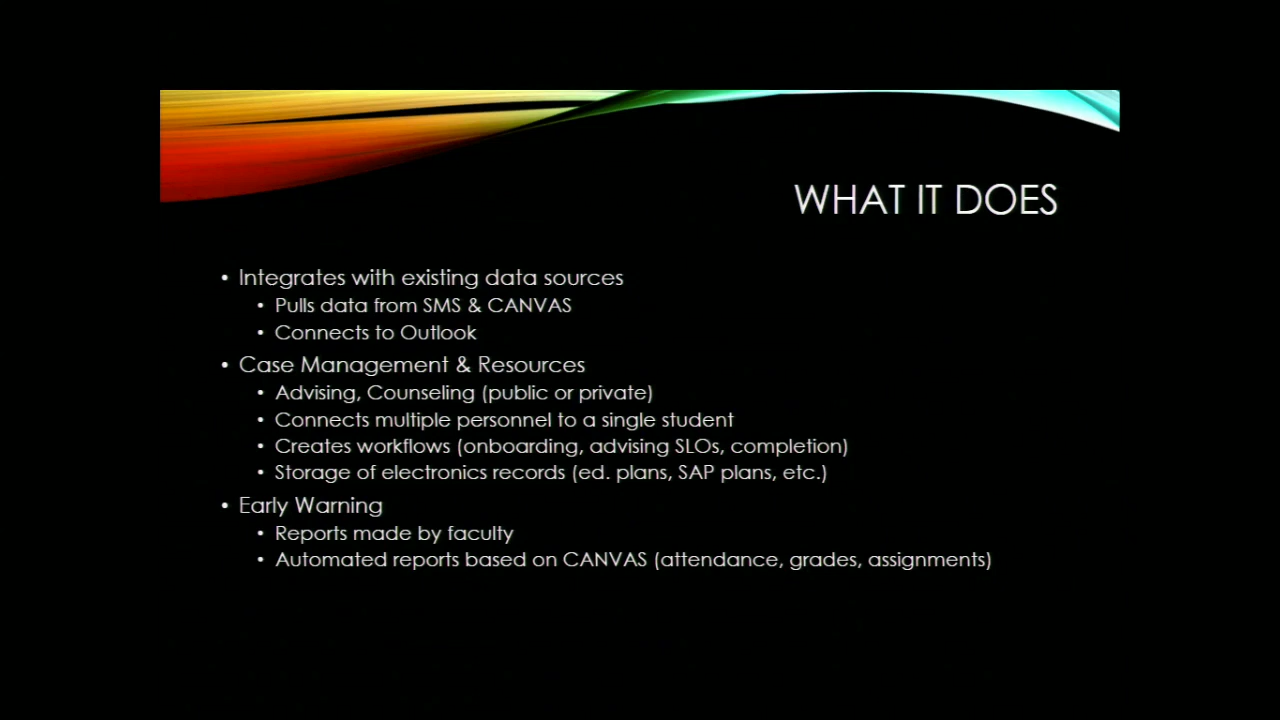 WHAT IT DOES
• Integrates with existing data sources
• Pulls data from SMS & CANVAS
• Connects to Outlook
• Case Management & Resources
• Advising, Counseling (public or private)
• Connects multiple personnel to a single student
• Creates workflows (onboarding, advising SLOs, completion)
• Storage of electronics records (ed. plans, SAP plans, etc.)
• Early Warning
• Reports made by faculty
• Automated reports based on CANVAS (attendance, grades, assignments)